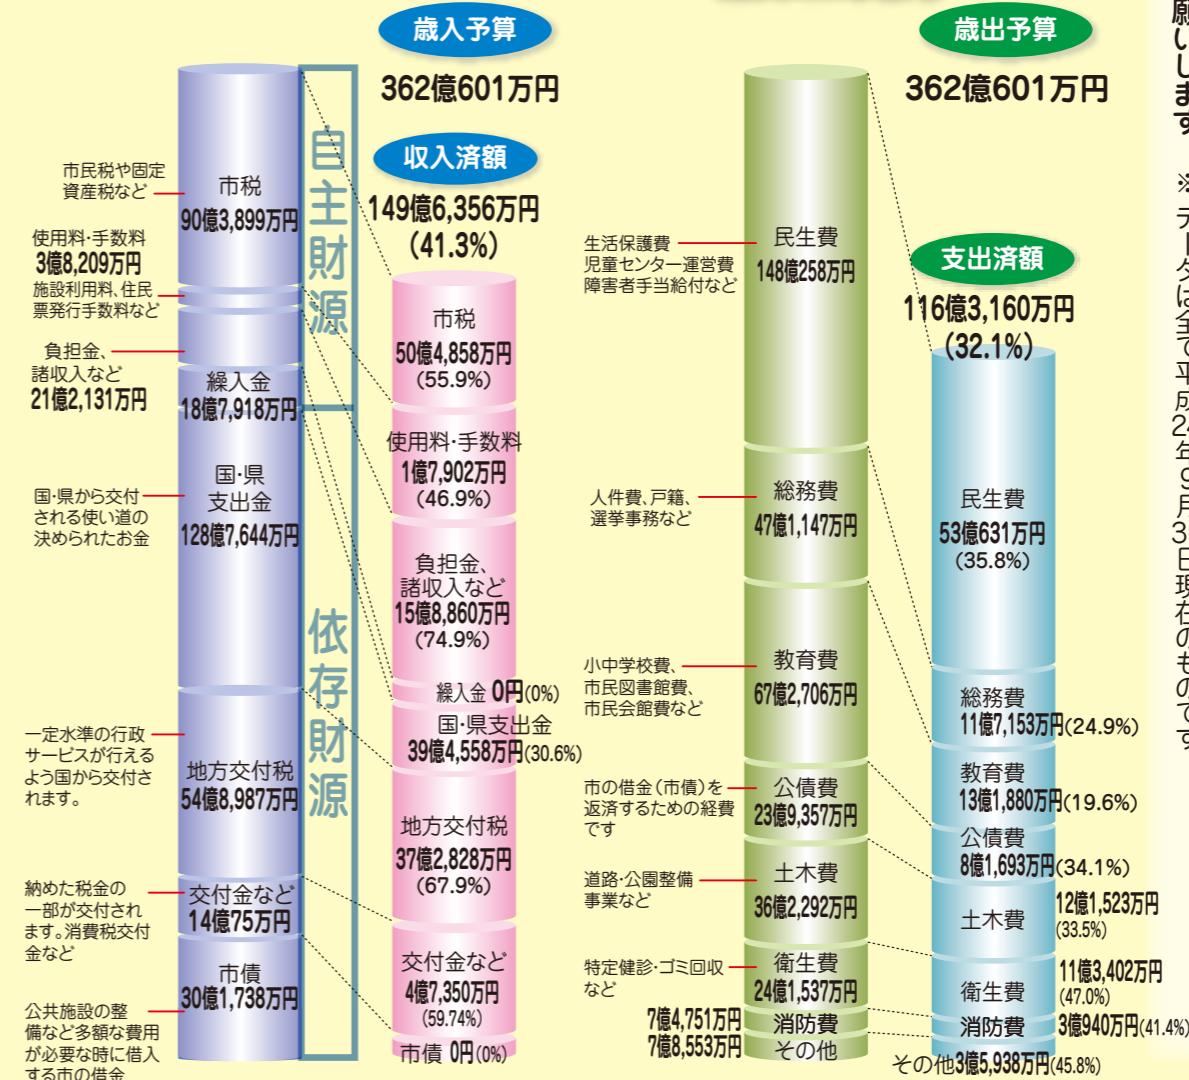 歳入予算
362億601万円
収入済額
149億6,356万円
(41.3%)
自主財源
依存財源
市民税や固定
資産税など
市税
90億3,899万円
使用料・手数料
3億8,209万円
施設利用料、住民
票発行手数料など
負担金、
諸収入など
21億2,131万円
繰入金
18億7,918万円
国・県から交付
される使い道の
決められたお金
国・県
支出金
128億7,644万円
一定水準の行政
サービスが行える
よう国から交付さ
れます。
地方交付税
54億8,987万円
納めた税金の
一部が交付され
ます。消費税交付
金など
交付金など
14億75万円
市債
30億1,738万円
公共施設の整
備など多額な費用
が必要な時に借入
する市の借金
市税
50億4,858万円
(55.9%)
使用料・手数料
1億7,902万円
(46.9%)
負担金、
諸収入など
15億8,860万円
(74.9%)
繰入金 0円(0%)
国・県支出金
39億4,558万円(30.6%)
地方交付税
37億2,828万円
(67.9%)
交付金など
4億7,350万円
(59.74%)
市債 0円(0%)
歳出予算
362億601万円
支出済額
116億3,160万円
(32.1%)
生活保護費
児童センター運営費
障害者手当給付など
民生費
148億258万円
人件費、戸籍、
選挙事務など
総務費
47億1,147万円
小中学校費、
市民図書館費、
市民会館費など
教育費
67億2,706万円
市の借金(市債)を
返済するための経費
です
公債費
23億9,357万円
道路・公園整備
事業など
土木費
36億2,292万円
特定健診・ゴミ回収
など
衛生費
24億1,537万円
7億4,751万円
消防費
7億8,553万円
その他
民生費
53億631万円
(35.8%)
総務費
11億7,153万円(24.9%)
教育費
13億1,880万円(19.6%)
公債費
8億1,693万円(34.1%)
土木費
12億1,523万円
(33.5%)
衛生費
11億3,402万円
(47.0%)
消防費
3億940万円(41.4%)
その他3億5,938万円(45.8%)
願いします
※データは全て平成24年9月30日現在のものです